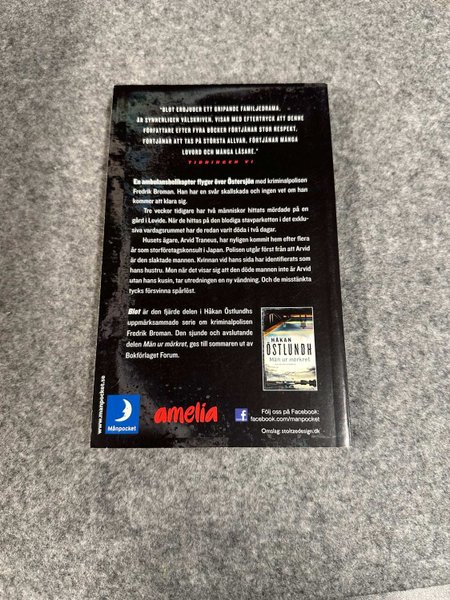 "BLOT ERBJUDER ETT GRIPANDE FAMILJEDRAMA,
ÄR SYNNERLIGEN VÄLSKRIVEN, VISAR MED EFTERTRYCK ATT DENNE
FÖRFATTARE EFTER FYRA BÖCKER FÖRTJÄNAR STOR RESPEKT,
FÖRTJÄNAR ATT TAS PÅ STÖRSTA ALLVAR, FÖRTJÄNAR MÅNGA
LOVORD OCH MÅNGA LÄSARE."
TIDNINGEN VI
En ambulanshelikopter flyger över Östersjön med kriminalpolisen
Fredrik Broman. Han har en svår skallskada och ingen vet om han
kommer att klara sig.
Tre veckor tidigare har två människor hittats mördade på en
gård i Levide. När de hittas på den blodiga stavparketten i det exklu-
siva vardagsrummet har de redan varit döda i två dagar.
Husets ägare, Arvid Traneus, har nyligen kommit hem efter flera
år som storföretagskonsult i Japan. Polisen utgår först från att Arvid
är den slaktade mannen. Kvinnan vid hans sida har identifierats som
hans hustru. Men när det visar sig att den döde mannen inte är Arvid
utan hans kusin, tar utredningen en ny vändning. Och de misstänkta
tycks försvinna spårlöst.
Blot är den fjärde delen i Håkan Östlundhs
uppmärksammade serie om kriminalpolisen
Fredrik Broman. Den sjunde och avslutande
delen Män ur mörkret, ges till sommaren ut av
Bokförlaget Forum.
HÅKAN
ÖSTLUNDH
Män ur mörkret
www.manpocket.se
Månpocket
amelia
f
Följ oss på Facebook:
facebook.com/manpocket
Omslag: stoltzedesign.dk